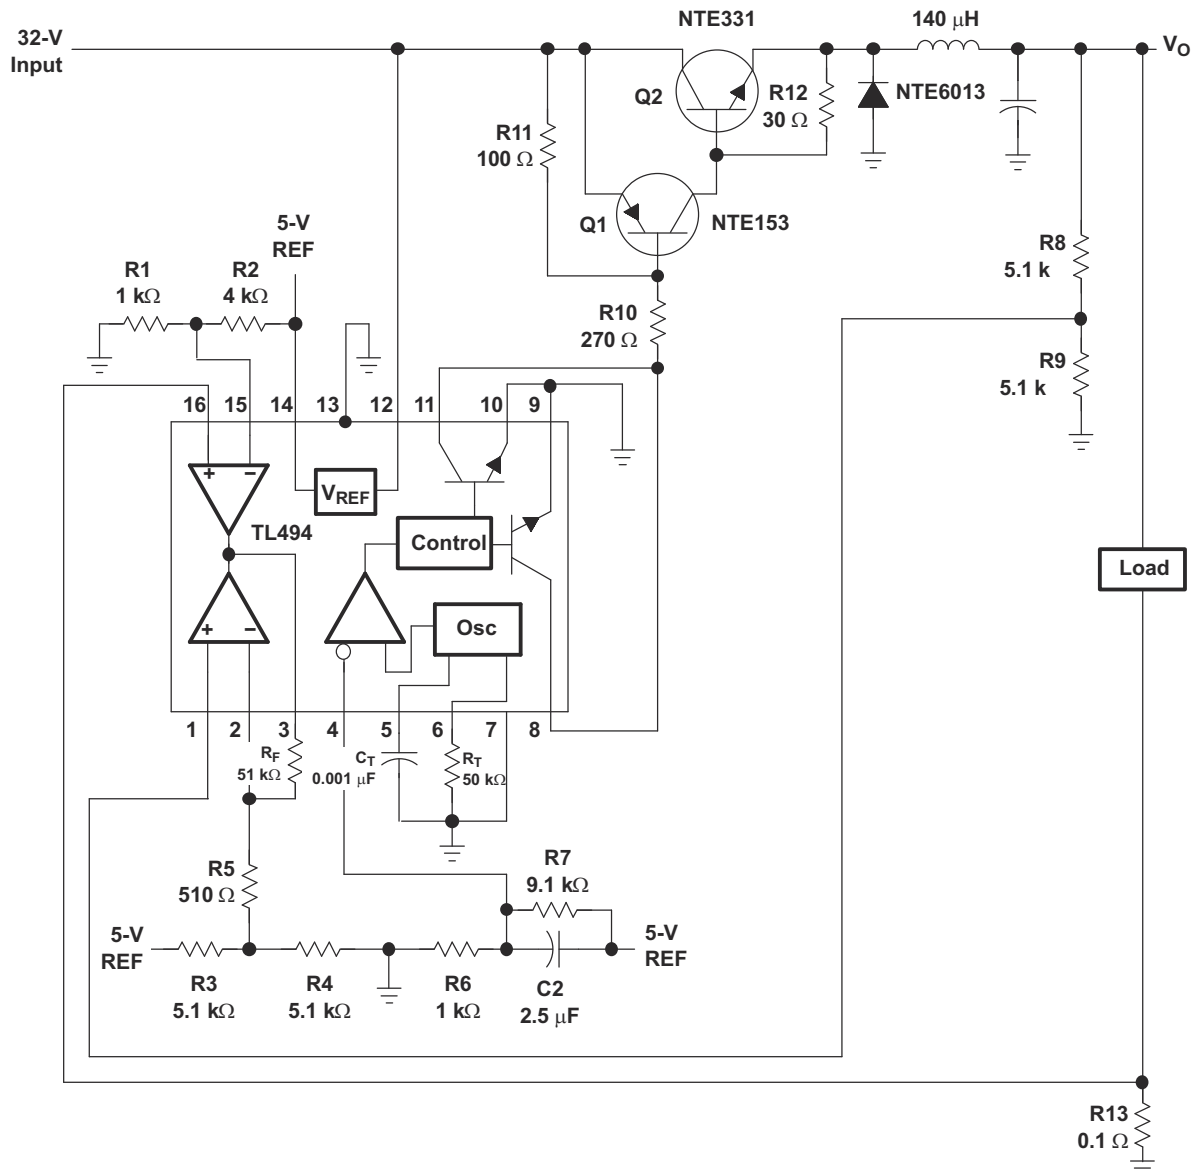 NTE331
140 μH
32-V
Input
VO
Q2
R12
30 Ω
NTE6013
R11
100 Ω
Q1
NTE153
5-V
REF
R8
5.1 k
R1
1 kΩ
R2
4 kΩ
R10
270 Ω
R9
5.1 k
16
15
14
13
12
11
10
9
+
−
VREF
TL494
Control
Load
+
−
Osc
1
2
3
4
5
6
7
8
RF
51 kΩ
CT
0.001 μF
RT
50 kΩ
R5
510 Ω
R7
9.1 kΩ
5-V
REF
5-V
REF
R3
5.1 kΩ
R4
5.1 kΩ
R6
1 kΩ
C2
2.5 μF
R13
0.1 Ω